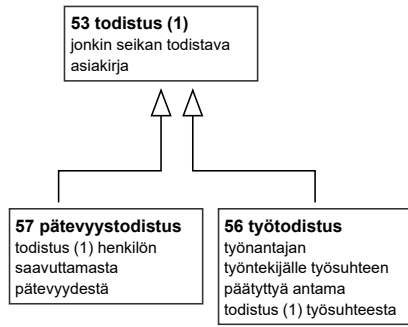 53 todistus (1)
jonkin seikan todistava
asiakirja
57 pätevyystodistus
todistus (1) henkilön
saavuttamasta
pätevyydestä
56 työtodistus
työnantajan
työntekijälle työsuhteen
päätyttyä antama
todistus (1) työsuhteesta